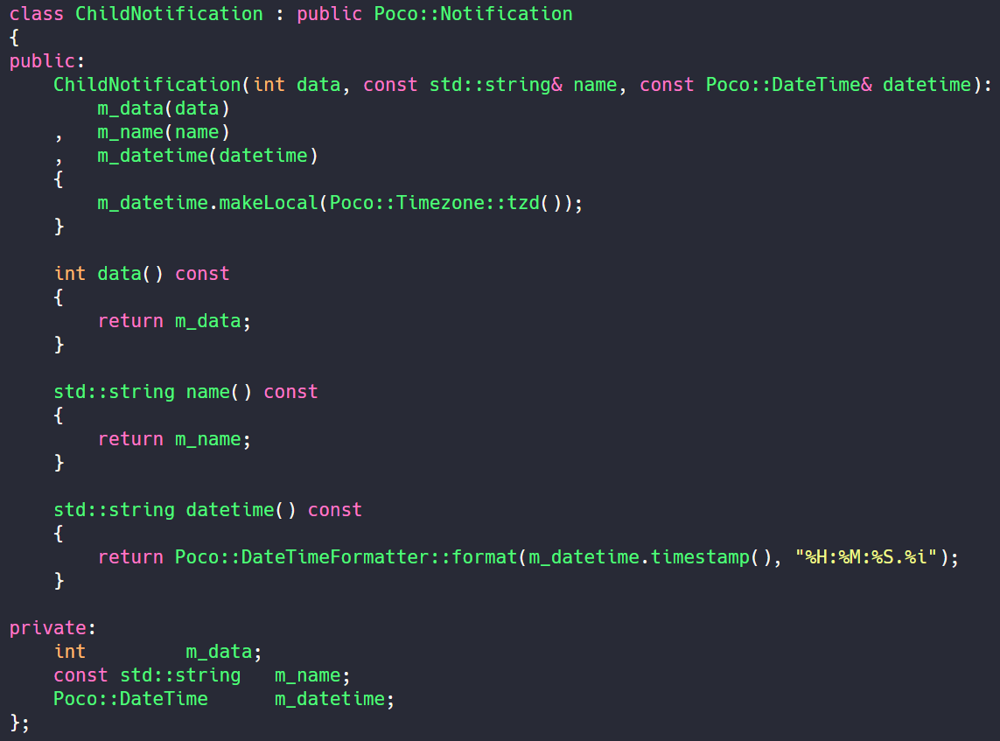 class ChildNotification : public Poco::Notification
{
public:
    ChildNotification(int data, const std::string& name, const Poco::DateTime& datetime):
        m_data(data)
    ,   m_name(name)
    ,   m_datetime(datetime)
    {
        m_datetime.makeLocal(Poco::Timezone::tzd());
    }

    int data() const
    {
        return m_data;
    }

    std::string name() const
    {
        return m_name;
    }

    std::string datetime() const
    {
        return Poco::DateTimeFormatter::format(m_datetime.timestamp(), "%H:%M:%S.%i");
    }

private:
    int         m_data;
    const std::string   m_name;
    Poco::DateTime      m_datetime;
};